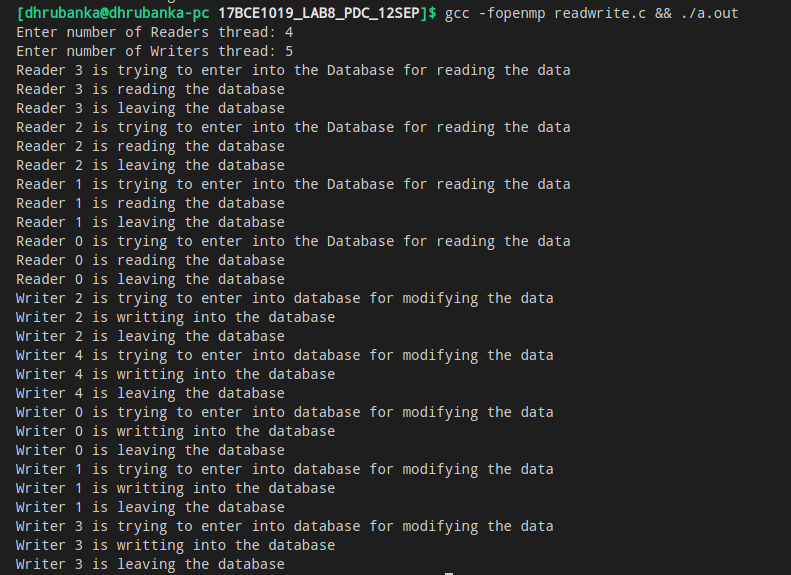 [dhrubanka@dhrubanka-pc 17BCE1019_LAB8_PDC_12SEP]$ gcc -fopenmp readwrite.c && ./a.out
Enter number of Readers thread: 4
Enter number of Writers thread: 5
Reader 3 is trying to enter into the Database for reading the data
Reader 3 is reading the database
Reader 3 is leaving the database
Reader 2 is trying to enter into the Database for reading the data
Reader 2 is reading the database
Reader 2 is leaving the database
Reader 1 is trying to enter into the Database for reading the data
Reader 1 is reading the database
Reader 1 is leaving the database
Reader 0 is trying to enter into the Database for reading the data
Reader 0 is reading the database
Reader 0 is leaving the database
Writer 2 is trying to enter into database for modifying the data
Writer 2 is writting into the database
Writer 2 is leaving the database
Writer 4 is trying to enter into database for modifying the data
Writer 4 is writting into the database
Writer 4 is leaving the database
Writer 0 is trying to enter into database for modifying the data
Writer 0 is writting into the database
Writer 0 is leaving the database
Writer 1 is trying to enter into database for modifying the data
Writer 1 is writting into the database
Writer 1 is leaving the database
Writer 3 is trying to enter into database for modifying the data
Writer 3 is writting into the database
Writer 3 is leaving the database